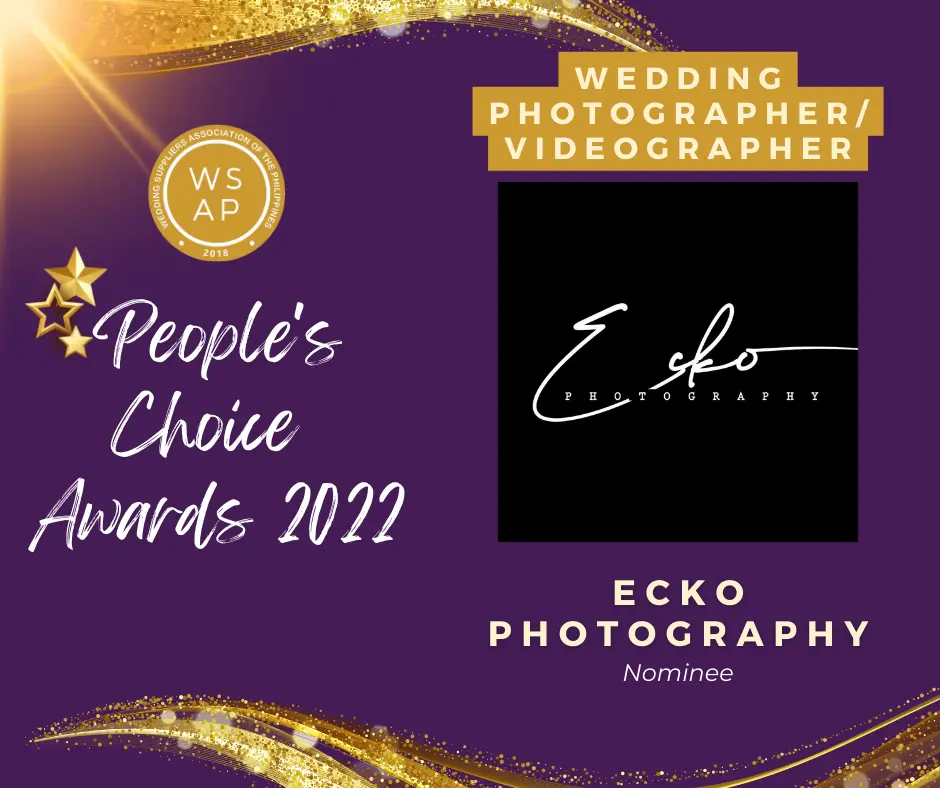 WEDDING SUPPLIERS ASSOCIATION OF THE PHILIPPINES
WS
AP
2018
People's
Choice
Awards 2022
WEDDING
PHOTOGRAPHER/
VIDEOGRAPHER
Ecko
PHOTOGRAPHY
ECKO
PHOTOGRAPHY
Nominee